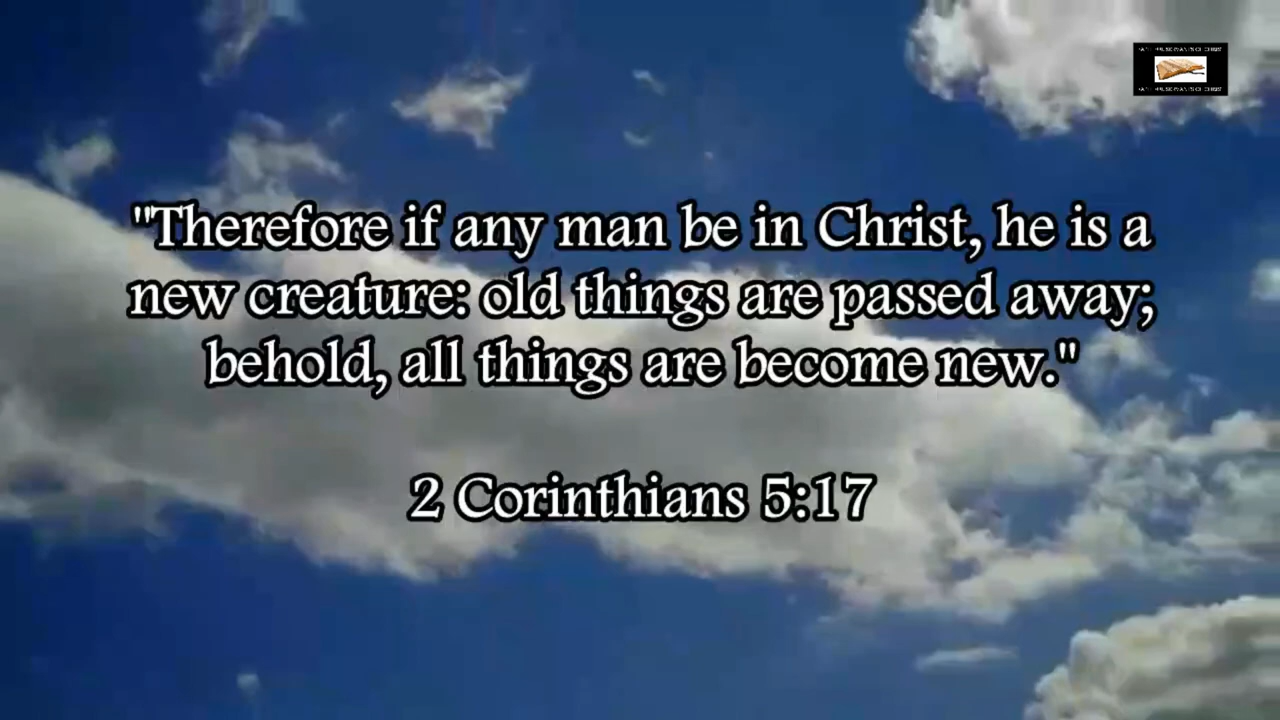 "Therefore if any man be in Christ, he is a
new creature: old things are passed away;
behold, all things are become new."
2 Corinthians 5:17